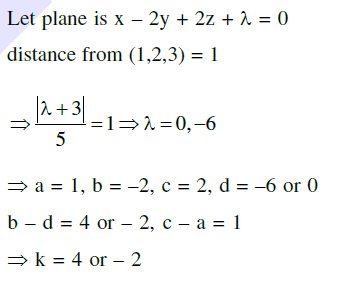 Let plane is x – 2y + 2z + λ = 0
distance from (1,2,3) = 1
⇒ |λ + 3| / 5 = 1 ⇒ λ = 0, –6
⇒ a = 1, b = –2, c = 2, d = –6 or 0
b – d = 4 or – 2, c – a = 1
⇒ k = 4 or – 2